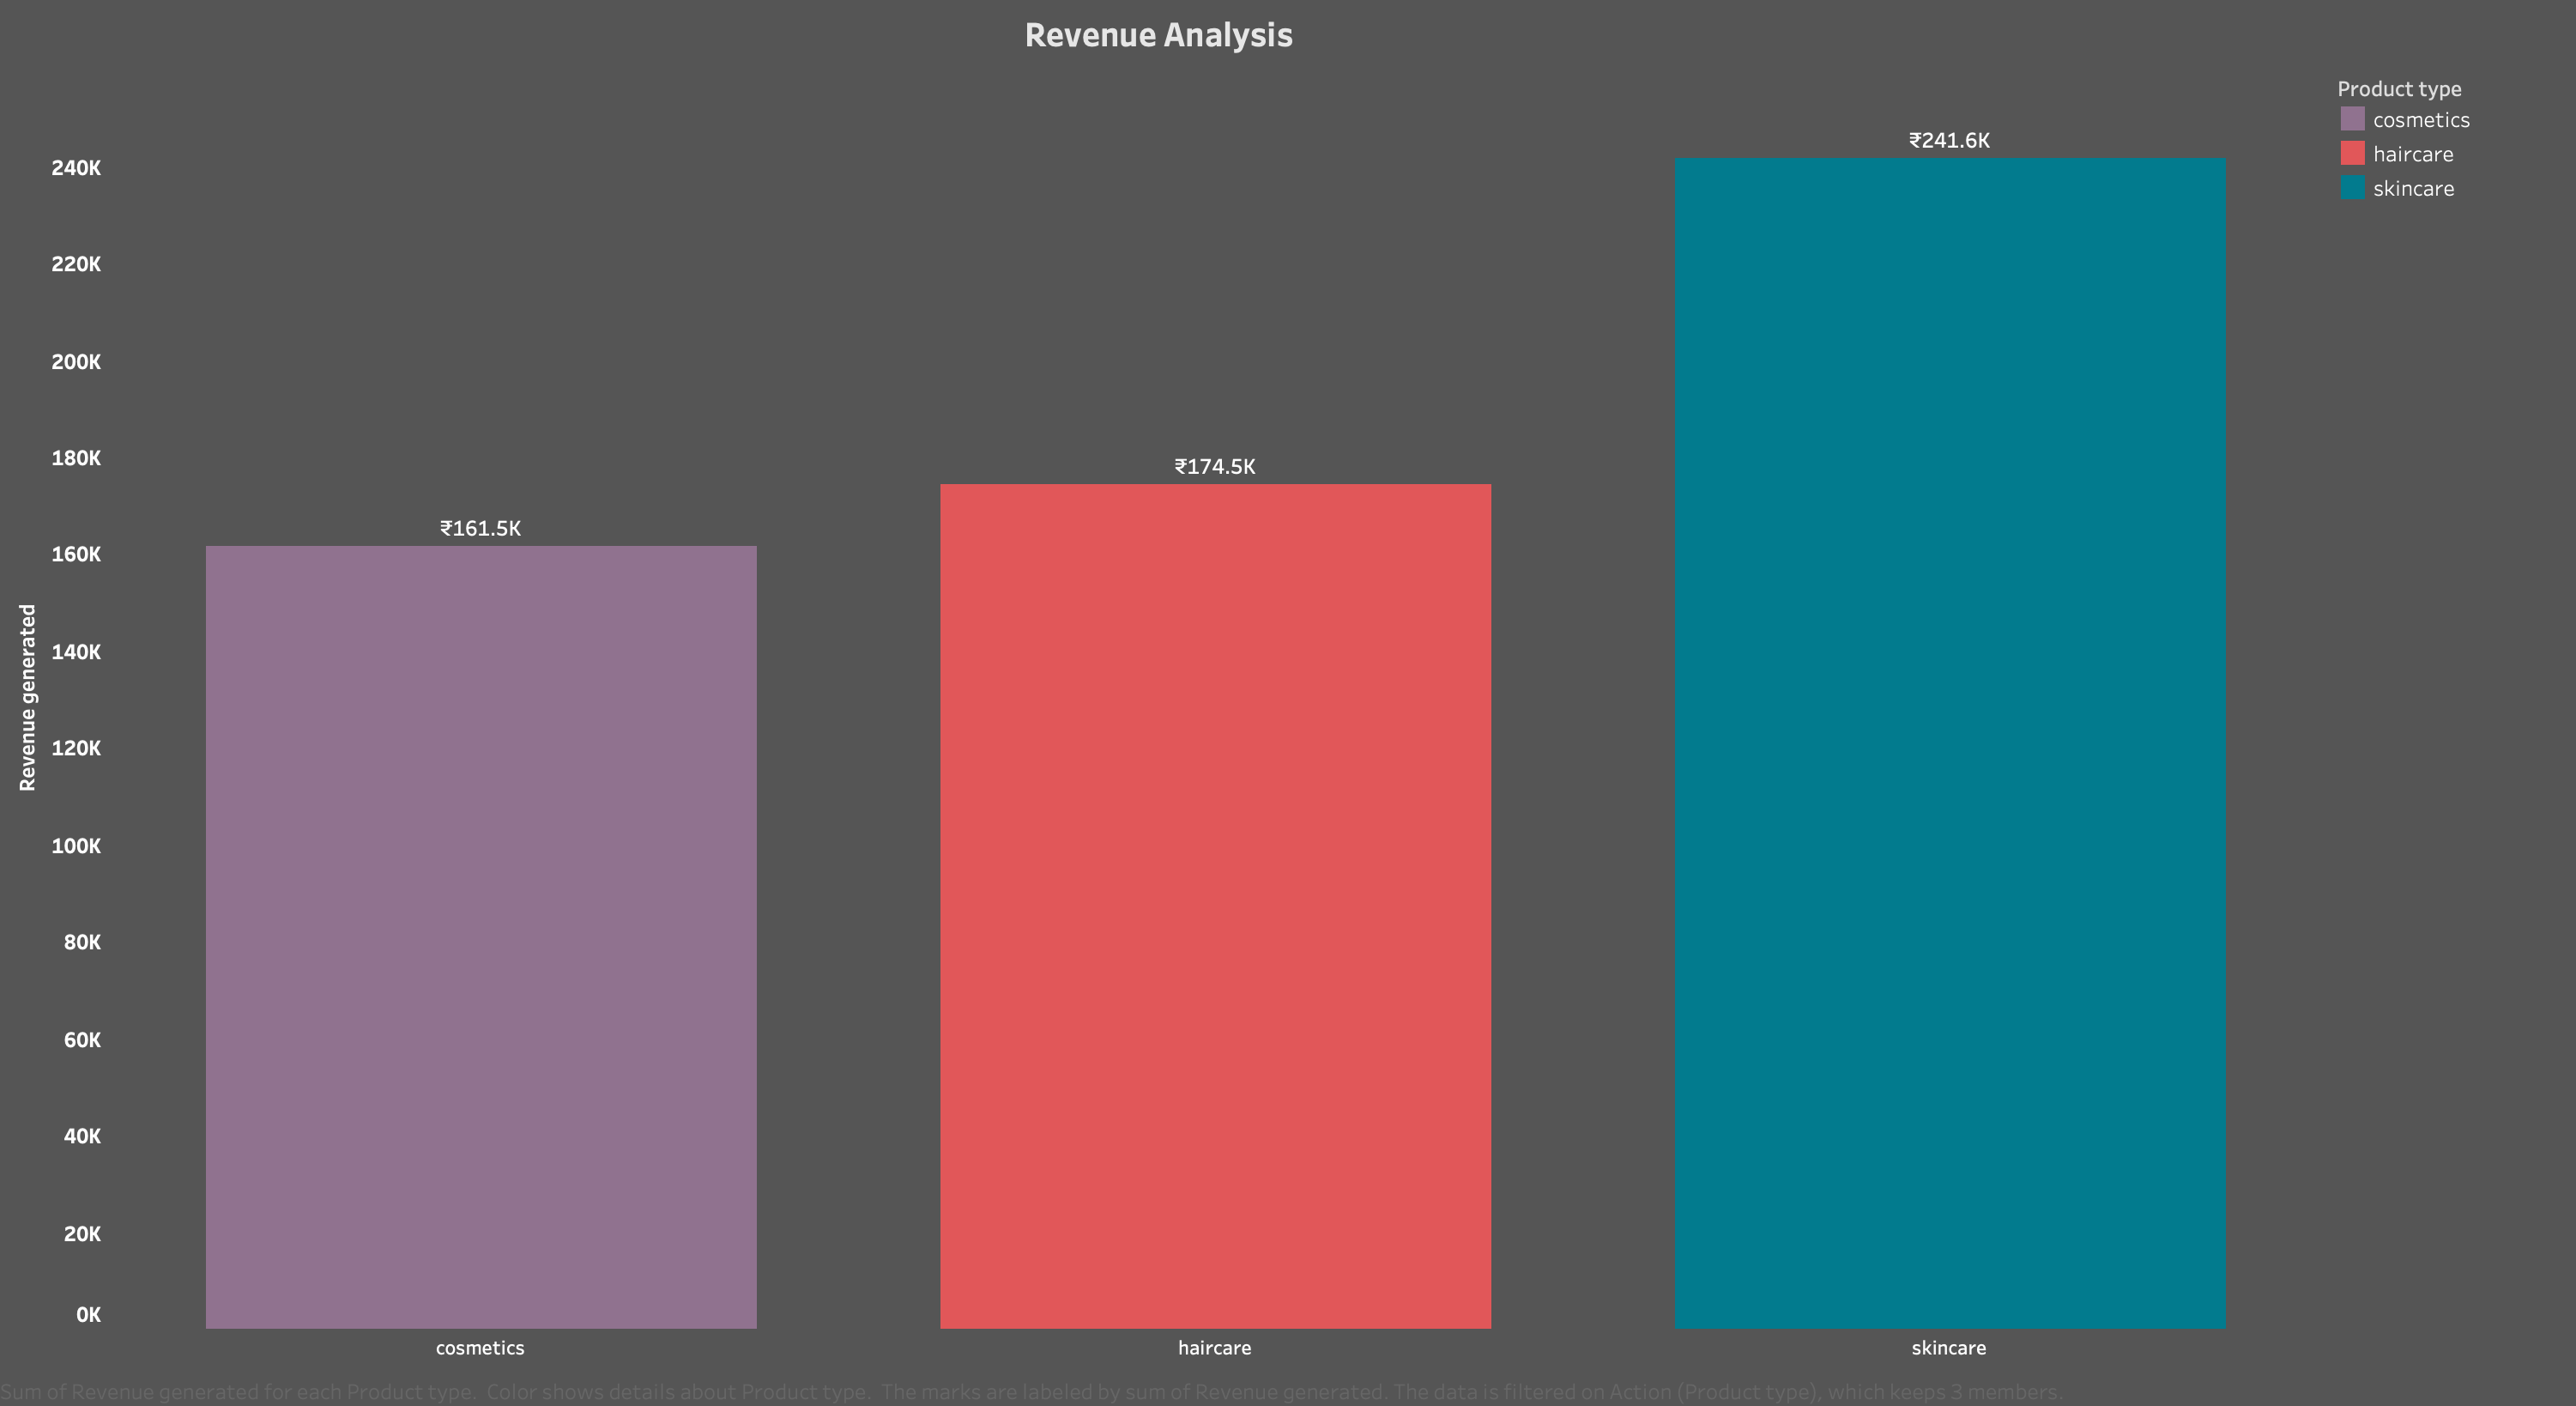 Revenue Analysis
Product type
cosmetics
haircare
skincare
₹241.6K
₹174.5K
₹161.5K
240K
220K
200K
180K
160K
140K
120K
100K
80K
60K
40K
20K
0K
Revenue generated
cosmetics
haircare
skincare
Sum of Revenue generated for each Product type.  Color shows details about Product type.  The marks are labeled by sum of Revenue generated. The data is filtered on Action (Product type), which keeps 3 members.